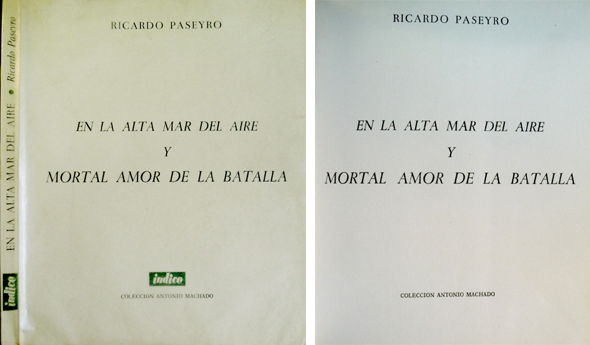 EN LA ALTA MAR DEL AIRE • Ricardo Paseyro
indice
RICARDO PASEYRO
EN LA ALTA MAR DEL AIRE
Y
MORTAL AMOR DE LA BATALLA
indice
COLECCION ANTONIO MACHADO
RICARDO PASEYRO
EN LA ALTA MAR DEL AIRE
Y
MORTAL AMOR DE LA BATALLA
COLECCION ANTONIO MACHADO